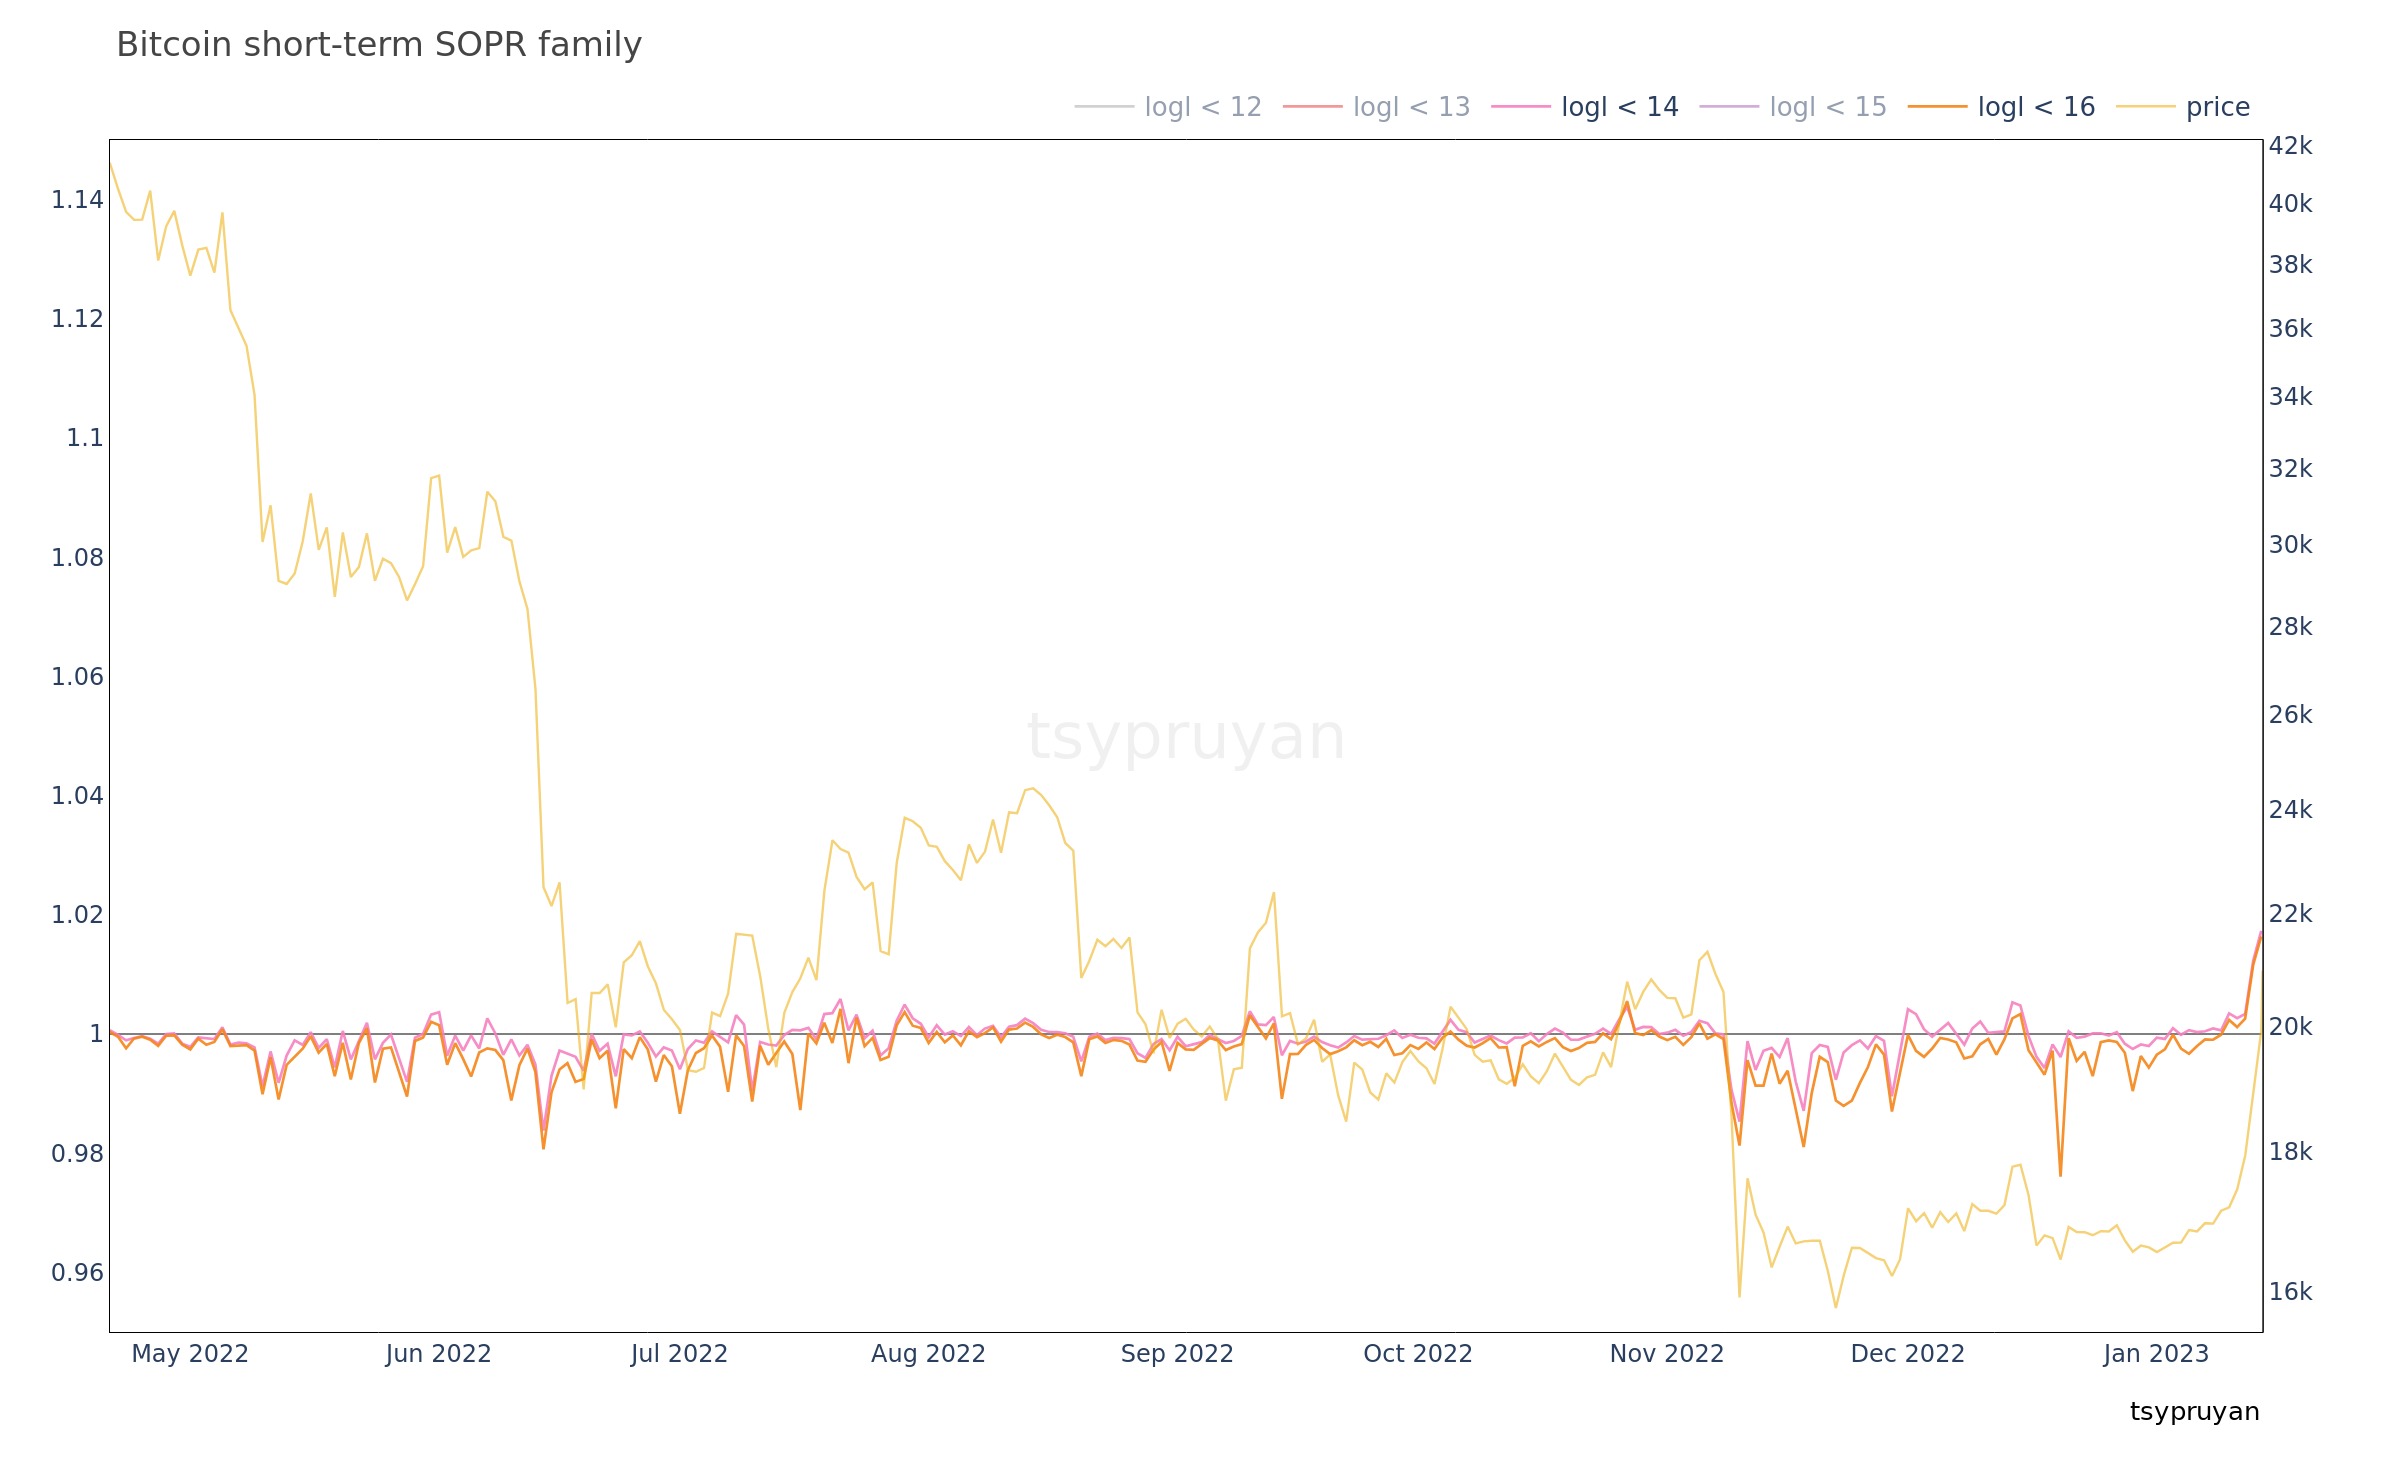 Bitcoin short-term SOPR family
logl < 12 logl < 13 logl < 14 logl < 15 logl < 16 price
42k
1.14 40k
38k
1.12 36k
34k
1.1 32k
1.08 30k
28k
1.06 26k
tsypruyan
1.04 24k
1.02 22k
1 20k
0.98 18k
0.96 16k
May 2022 Jun 2022 Jul 2022 Aug 2022 Sep 2022 Oct 2022 Nov 2022 Dec 2022 Jan 2023
tsypruyan